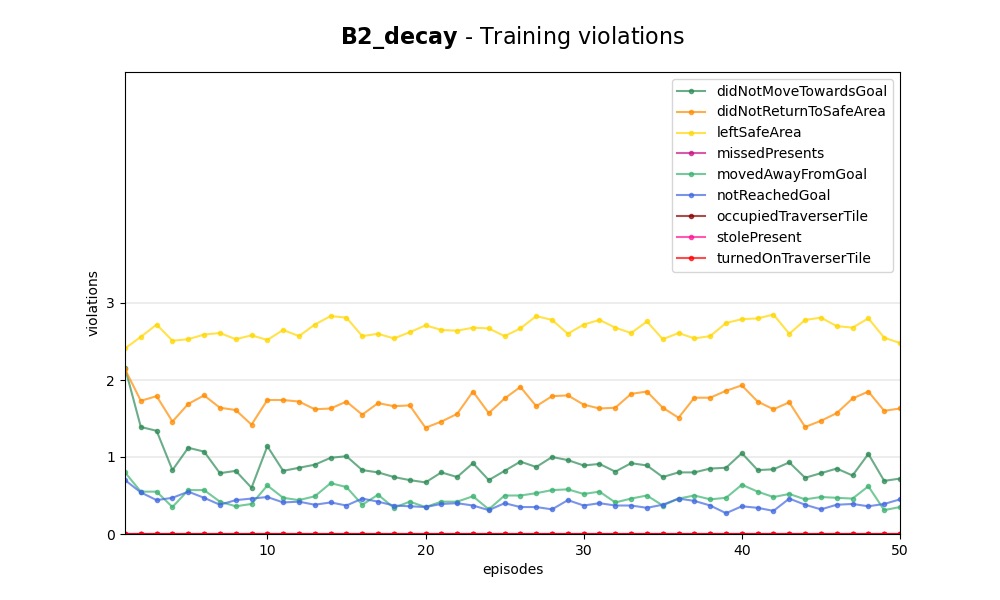 B2_decay - Training violations
didNotMoveTowardsGoal
didNotReturnToSafeArea
leftSafeArea
missedPresents
movedAwayFromGoal
notReachedGoal
occupiedTraverserTile
stolePresent
turnedOnTraverserTile
violations
3
2
1
0
10 20 30 40 50
episodes